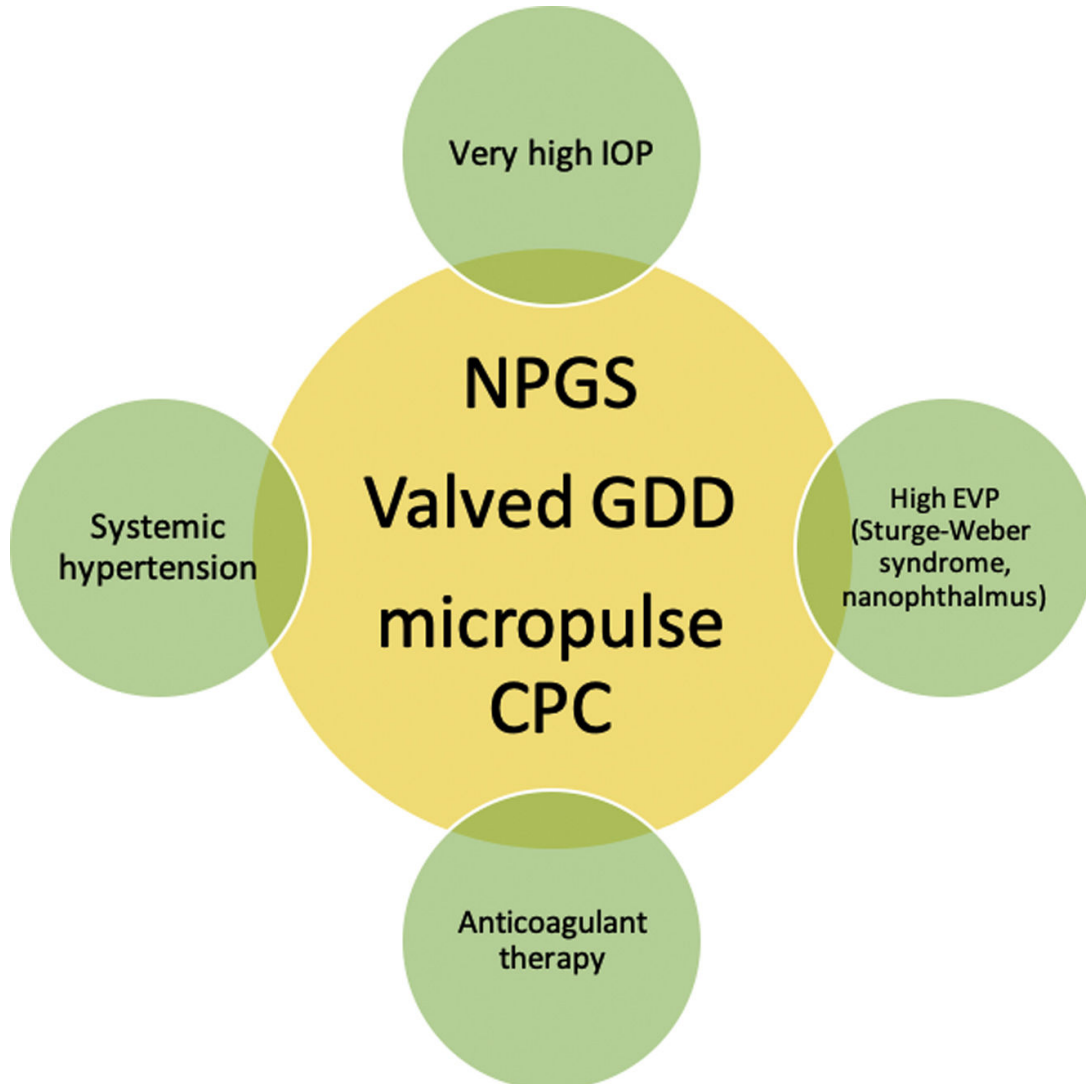 Very high IOP
NPGS
Valved GDD
micropulse
CPC
Systemic
hypertension
High EVP
(Sturge-Weber
syndrome,
nanophthalmus)
Anticoagulant
therapy